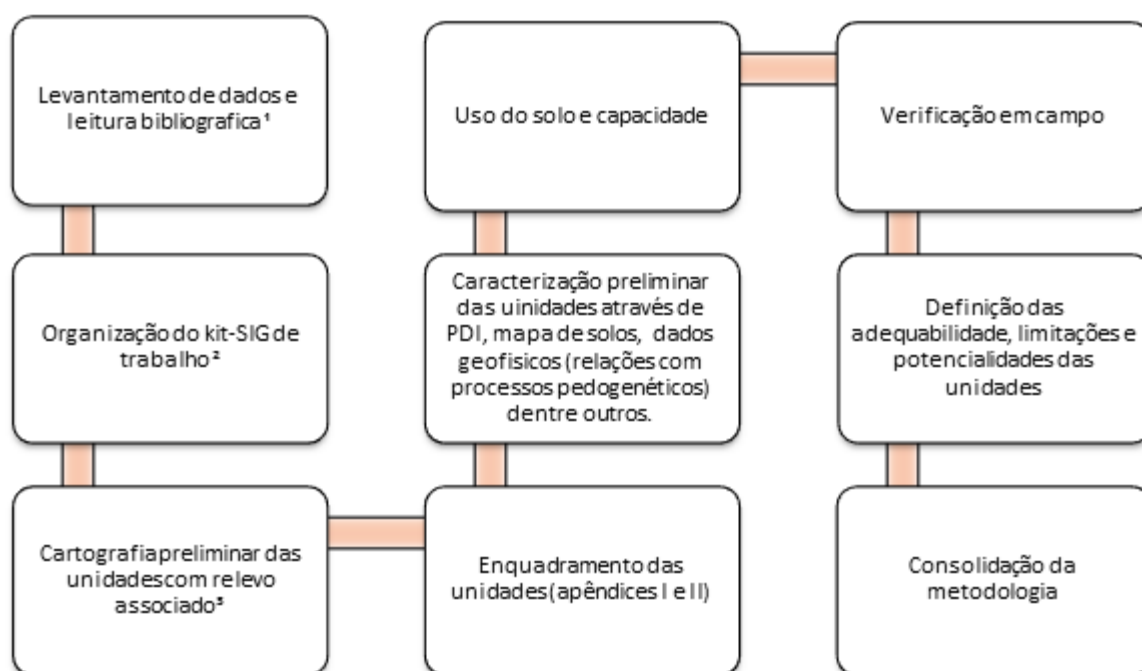 Levantamento de dados e
leitura bibliografica¹
Organização do kit-SIG de
trabalho²
Cartografia preliminar das
unidades com relevo
associado³
Enquadramento das
unidades (apêndices I e II)
Caracterização preliminar
das uinidades através de
PDI, mapa de solos, dados
geofisicos (relações com
processos pedogenéticos)
dentre outros.
Uso do solo e capacidade
Verificação em campo
Definição das
adequabilidade, limitações e
potencialidades das
unidades
Consolidação da
metodologia